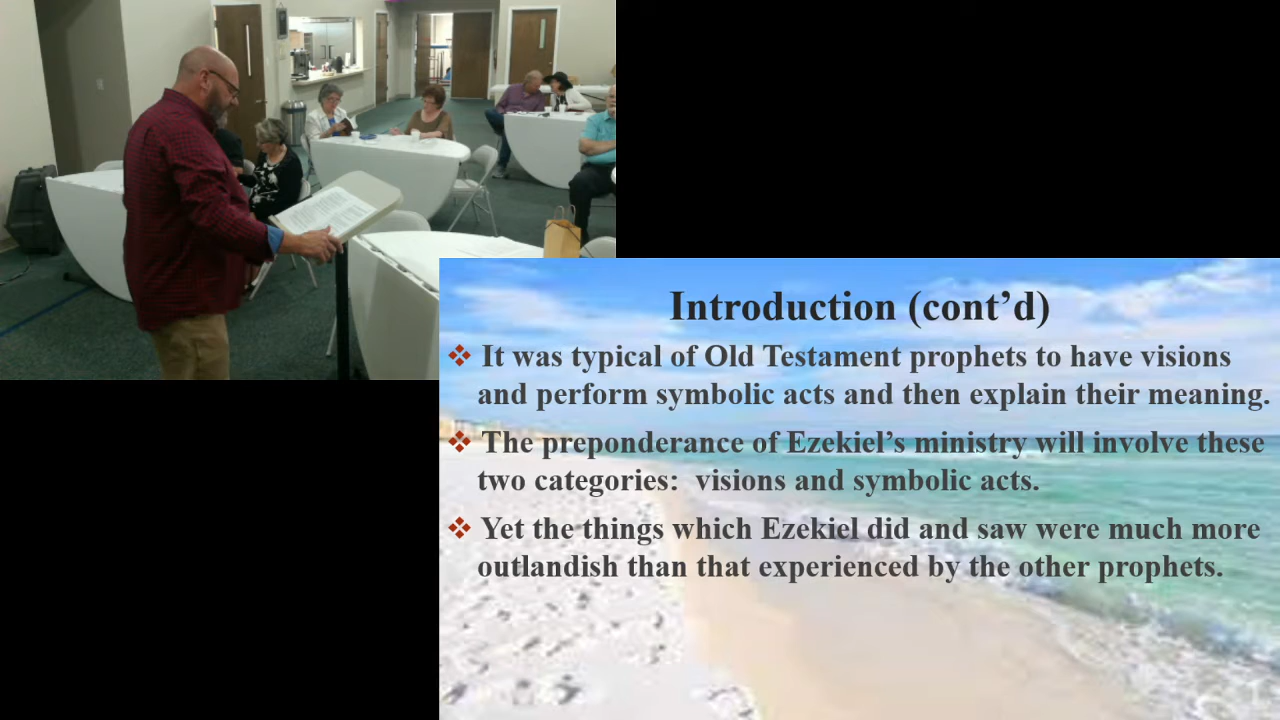 Introduction (cont’d)
❖ It was typical of Old Testament prophets to have visions
and perform symbolic acts and then explain their meaning.
❖ The preponderance of Ezekiel’s ministry will involve these
two categories:  visions and symbolic acts.
❖ Yet the things which Ezekiel did and saw were much more
outlandish than that experienced by the other prophets.